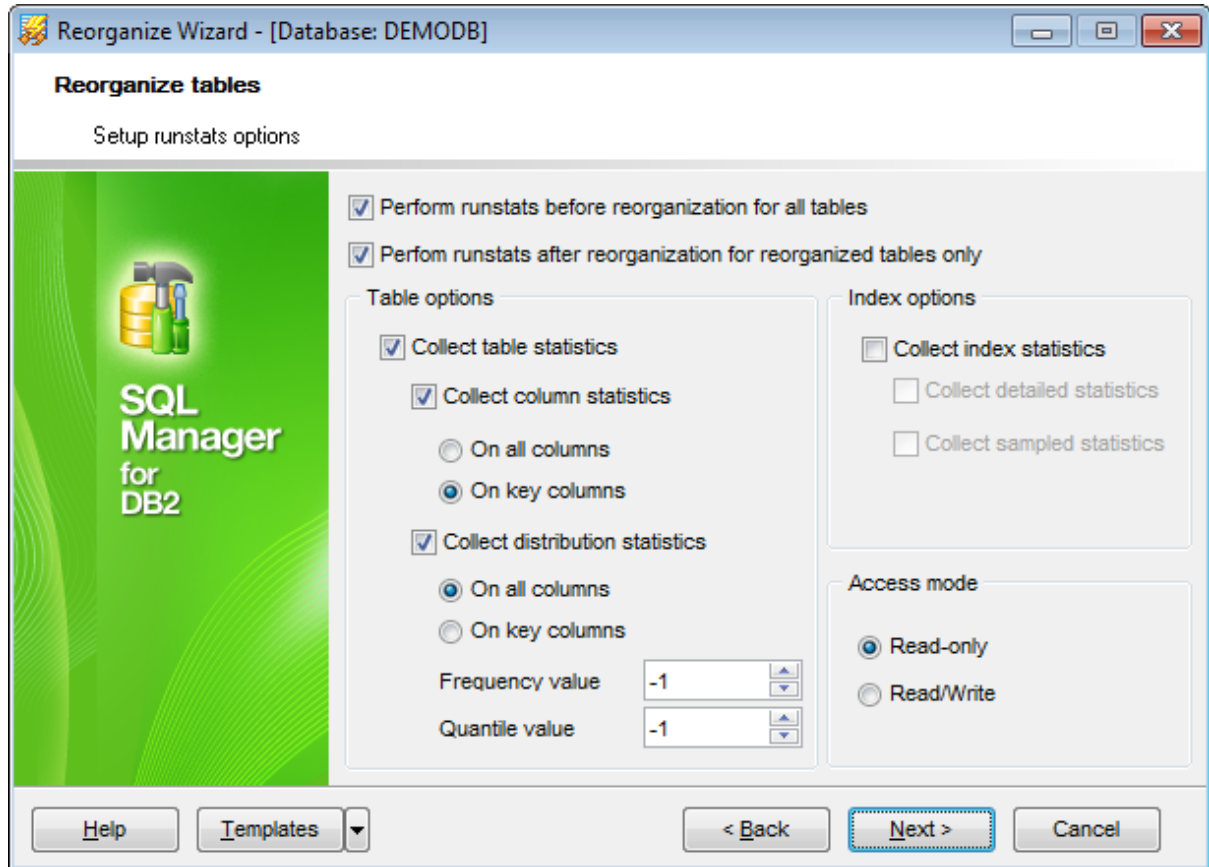 Reorganize Wizard - [Database: DEMODB]
Reorganize tables
Setup runstats options
SQL
Manager
for
DB2
Perform runstats before reorganization for all tables
Perfom runstats after reorganization for reorganized tables only
Table options
Collect table statistics
Collect column statistics
On all columns
On key columns
Collect distribution statistics
On all columns
On key columns
Frequency value -1
Quantile value -1
Index options
Collect index statistics
Collect detailed statistics
Collect sampled statistics
Access mode
Read-only
Read/Write
Help Templates < Back Next > Cancel